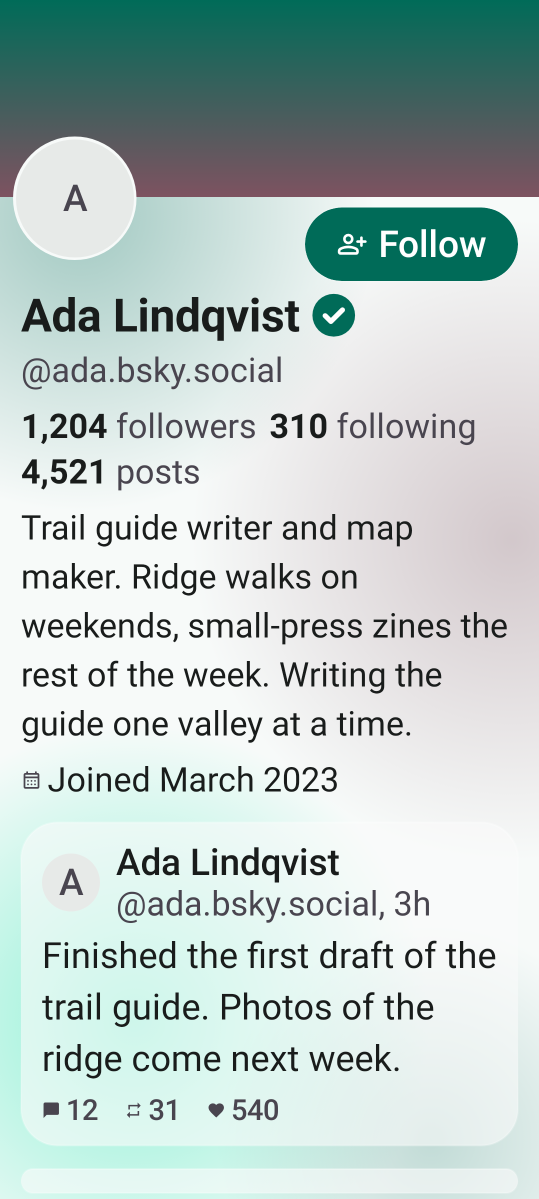 A
Follow
Ada Lindqvist
@ada.bsky.social
1,204 followers 310 following
4,521 posts
Trail guide writer and map
maker. Ridge walks on
weekends, small-press zines the
rest of the week. Writing the
guide one valley at a time.
Joined March 2023
A
Ada Lindqvist
@ada.bsky.social, 3h
Finished the first draft of the
trail guide. Photos of the
ridge come next week.
12 31 540